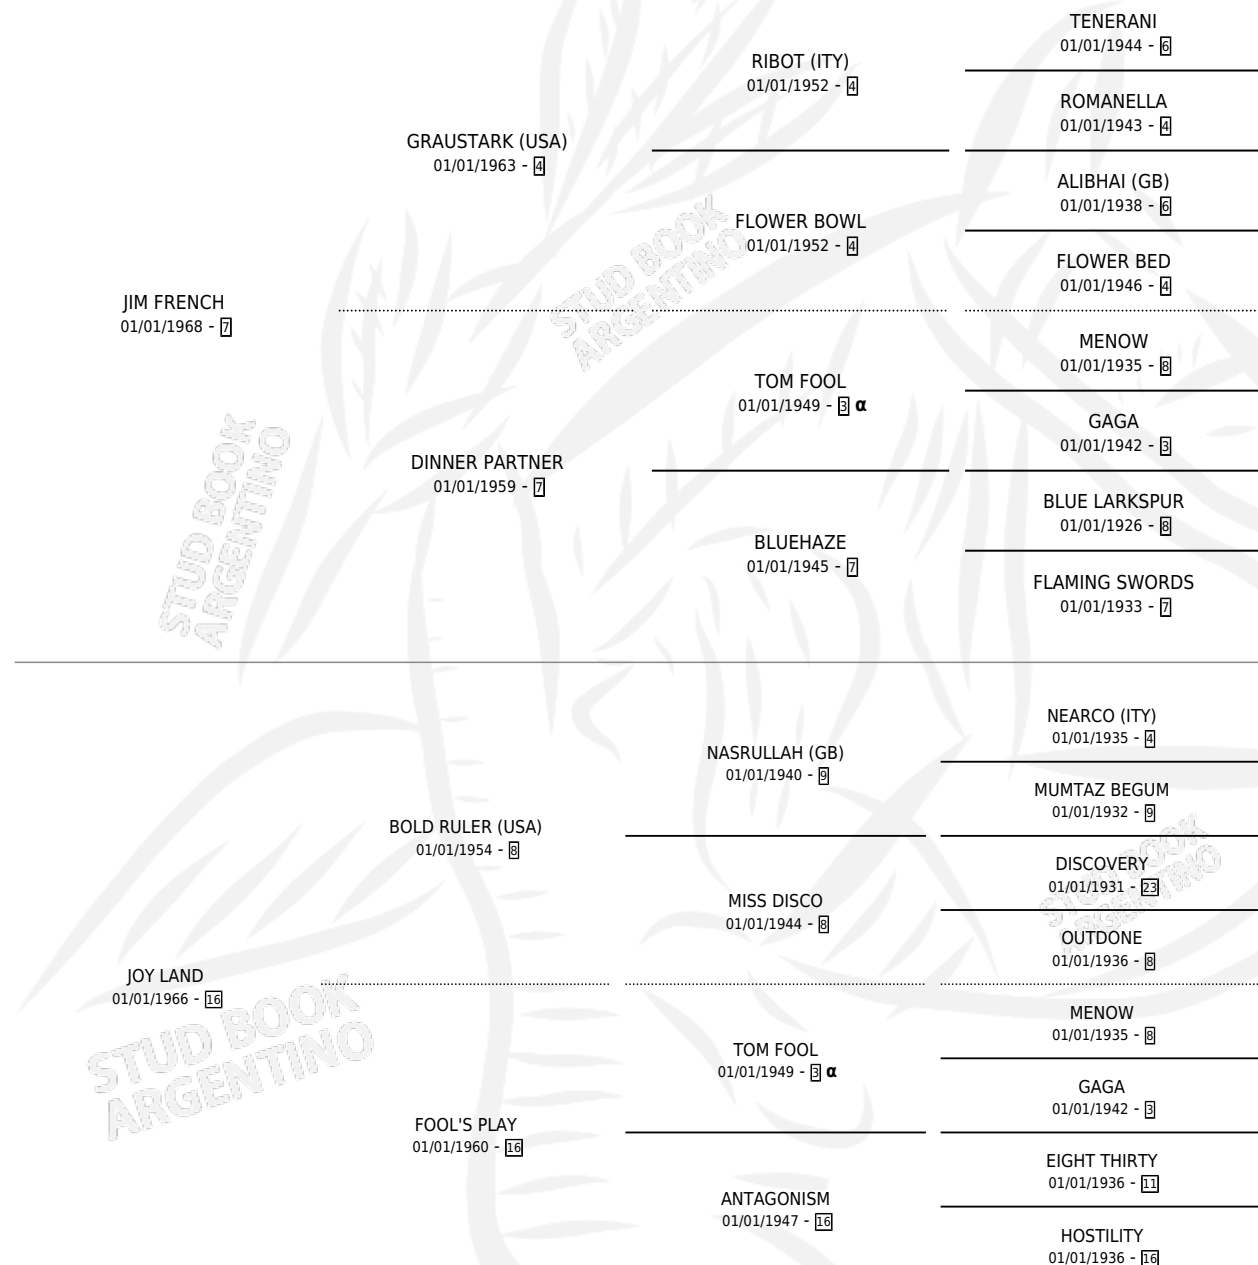 TENERANI
01/01/1944 - 6
RIBOT (ITY)
01/01/1952 - 4
ROMANELLA
01/01/1943 - 4
GRAUSTARK (USA)
01/01/1963 - 4
ALIBHAI (GB)
01/01/1938 - 6
FLOWER BOWL
01/01/1952 - 4
FLOWER BED
01/01/1946 - 4
STUD BOOK
ARGENTINO
JIM FRENCH
01/01/1968 - 7
MENOW
01/01/1935 - 8
TOM FOOL
01/01/1949 - 3 α
GAGA
01/01/1942 - 3
DINNER PARTNER
01/01/1959 - 7
BLUE LARKSPUR
01/01/1926 - 8
BLUEHAZE
01/01/1945 - 7
FLAMING SWORDS
01/01/1933 - 7
STUD BOOK
ARGENTINO
NEARCO (ITY)
01/01/1935 - 4
NASRULLAH (GB)
01/01/1940 - 9
MUMTAZ BEGUM
01/01/1932 - 9
BOLD RULER (USA)
01/01/1954 - 8
DISCOVERY
01/01/1931 - 23
MISS DISCO
01/01/1944 - 8
OUTDONE
01/01/1936 - 8
STUD BOOK
ARGENTINO
JOY LAND
01/01/1966 - 16
MENOW
01/01/1935 - 8
TOM FOOL
01/01/1949 - 3 α
GAGA
01/01/1942 - 3
FOOL'S PLAY
01/01/1960 - 16
EIGHT THIRTY
01/01/1936 - 11
ANTAGONISM
01/01/1947 - 16
HOSTILITY
01/01/1936 - 16
STUD BOOK
ARGENTINO